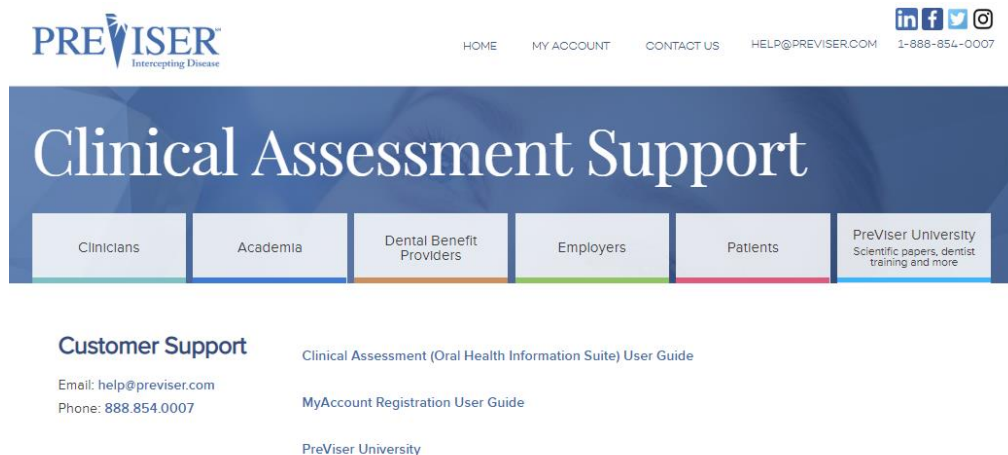 PREVISER™
Intercepting Disease
HOME MY ACCOUNT CONTACT US HELP@PREVISER.COM 1-888-854-0007
Clinical Assessment Support
Clinicians
Academia
Dental Benefit
Providers
Employers
Patients
PreViser University
Scientific papers, dentist
training and more
Customer Support
Email: help@previser.com
Phone: 888.854.0007
Clinical Assessment (Oral Health Information Suite) User Guide
MyAccount Registration User Guide
PreViser University